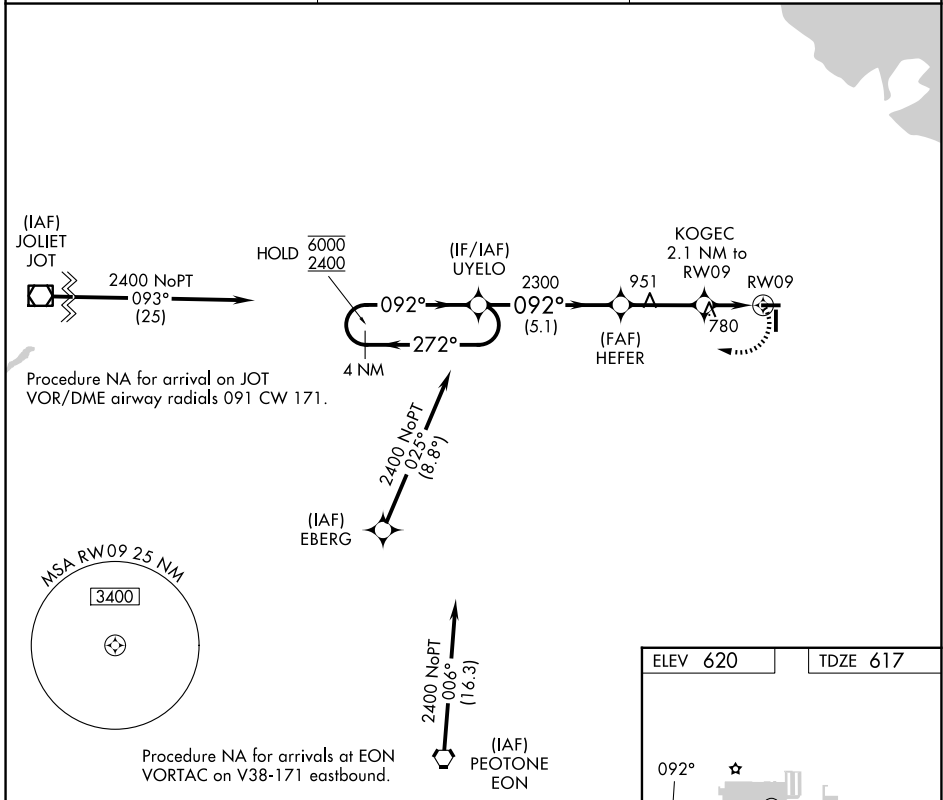 (IAF)
JOLIET
JOT
2400 NoPT
093°
(25)
HOLD
6000
2400
092°
272°
4 NM
(IF/IAF)
UYELO
2300
092°
(5.1)
951
(FAF)
HEFER
KOGEC
2.1 NM to
RW09
780
RW09
Procedure NA for arrival on JOT
VOR/DME airway radials 091 CW 171.
2400 NoPT
025°
(8.8°)
(IAF)
EBERG
MSA RW09 25 NM
3400
2400 NoPT
006°
(16.3)
(IAF)
PEOTONE
EON
Procedure NA for arrivals at EON
VORTAC on V38-171 eastbound.
ELEV 620
TDZE 617
092°